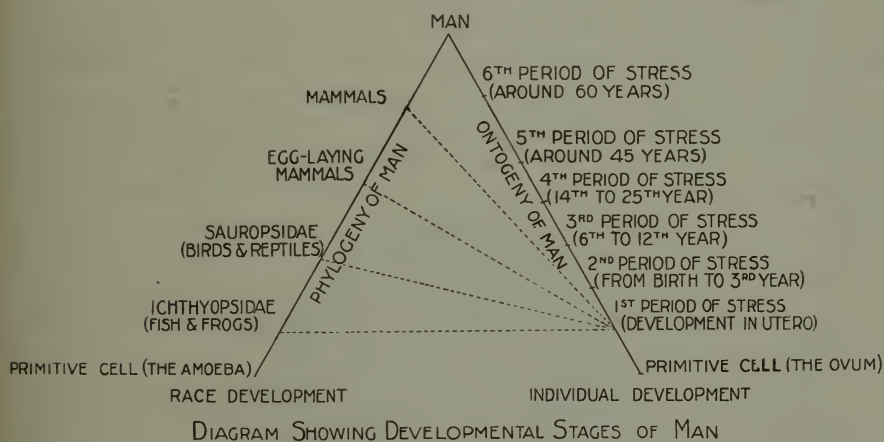 MAN
MAMMALS
EGG-LAYING
MAMMALS
SAUROPSIDAE
(BIRDS & REPTILES)
ICHTHYOPSIDAE
(FISH & FROGS)
PRIMITIVE CELL (THE AMOEBA)
RACE DEVELOPMENT
PHYLOGENY OF MAN
ONTOGENY OF MAN
6TH PERIOD OF STRESS
(AROUND 60 YEARS)
5TH PERIOD OF STRESS
(AROUND 45 YEARS)
4TH PERIOD OF STRESS
(14TH TO 25TH YEAR)
3RD PERIOD OF STRESS
(6TH TO 12TH YEAR)
2ND PERIOD OF STRESS
(FROM BIRTH TO 3RD YEAR)
1ST PERIOD OF STRESS
(DEVELOPMENT IN UTERO)
PRIMITIVE CELL (THE OVUM)
INDIVIDUAL DEVELOPMENT
DIAGRAM SHOWING DEVELOPMENTAL STAGES OF MAN